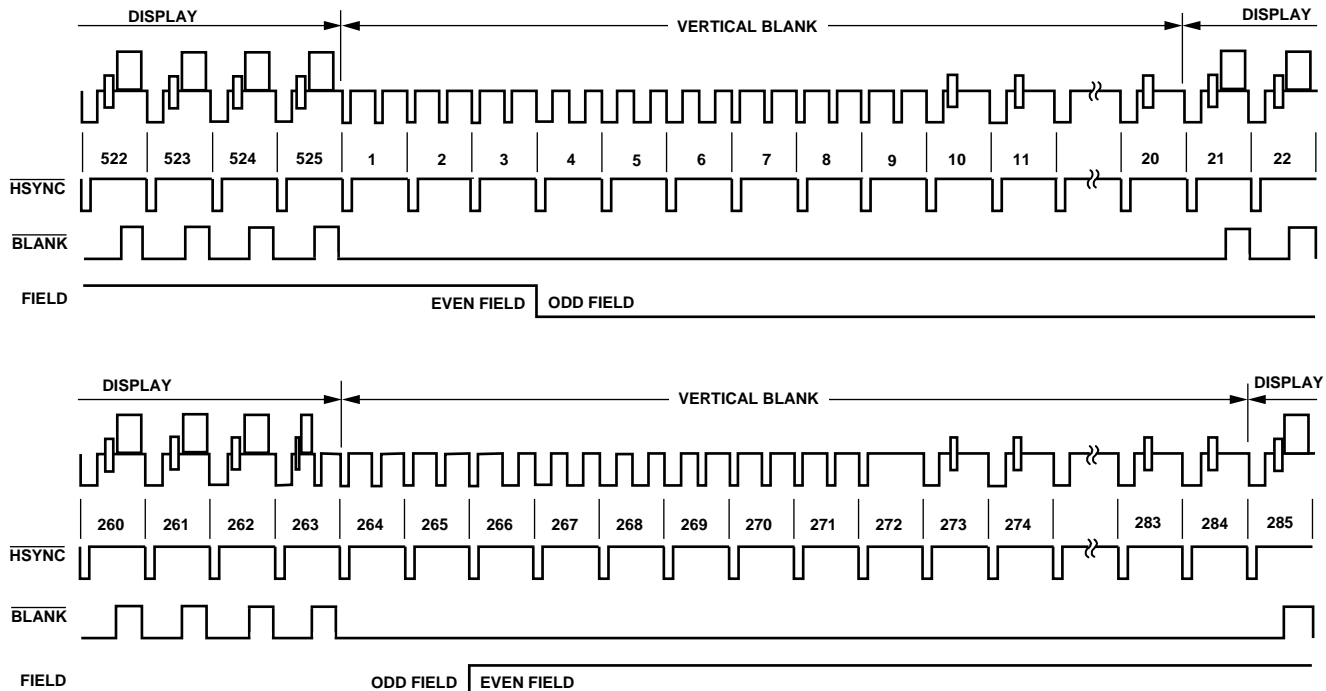 DISPLAY VERTICAL BLANK DISPLAY
522 523 524 525 1 2 3 4 5 6 7 8 9 10 11 20 21 22
HSYNC
BLANK
FIELD EVEN FIELD ODD FIELD
DISPLAY VERTICAL BLANK DISPLAY
260 261 262 263 264 265 266 267 268 269 270 271 272 273 274 283 284 285
HSYNC
BLANK
FIELD ODD FIELD EVEN FIELD